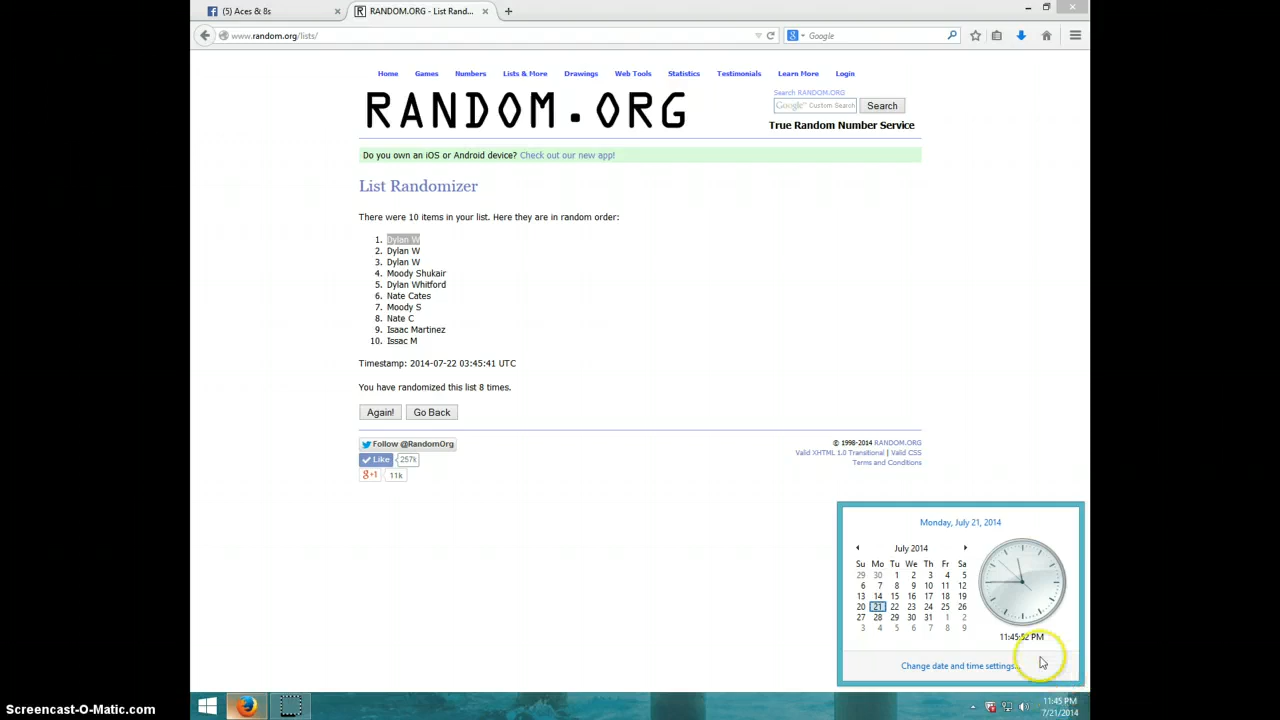 (5) Aces & 8s
RANDOM.ORG - List Rand...
www.random.org/lists/
Google
Home Games Numbers Lists & More Drawings Web Tools Statistics Testimonials Learn More Login
RANDOM.ORG
Search RANDOM.ORG
Google™ Custom Search Search
True Random Number Service
Do you own an iOS or Android device? Check out our new app!
List Randomizer
There were 10 items in your list. Here they are in random order:
1. Dylan W
2. Dylan W
3. Dylan W
4. Moody Shukair
5. Dylan Whitford
6. Nate Cates
7. Moody S
8. Nate C
9. Isaac Martinez
10. Issac M
Timestamp: 2014-07-22 03:45:41 UTC
You have randomized this list 8 times.
Again! Go Back
Follow @RandomOrg
Like 257k
g+1 11k
© 1998-2014 RANDOM.ORG
Valid XHTML 1.0 Transitional | Valid CSS
Terms and Conditions
Monday, July 21, 2014
July 2014
Su Mo Tu We Th Fr Sa
29 30 1 2 3 4 5
6 7 8 9 10 11 12
13 14 15 16 17 18 19
20 21 22 23 24 25 26
27 28 29 30 31 1 2
3 4 5 6 7 8 9
11:45:52 PM
Change date and time settings...
11:45 PM
7/21/2014
Screencast-O-Matic.com